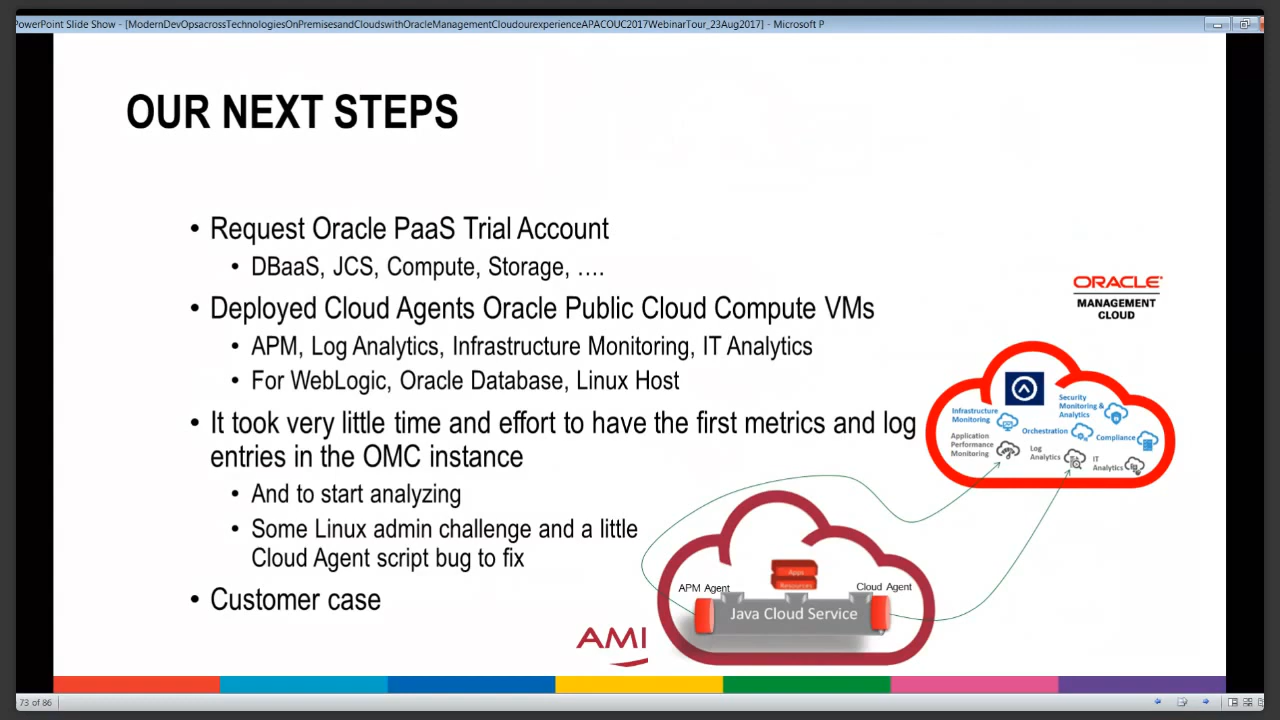 PowerPoint Slide Show - [ModernDevOpsacrossTechnologiesOnPremisesandCloudswithOracleManagementCloudourexperienceAPACOUC2017WebinarTour_23Aug2017] - Microsoft P
OUR NEXT STEPS
• Request Oracle PaaS Trial Account
• DBaaS, JCS, Compute, Storage, ….
• Deployed Cloud Agents Oracle Public Cloud Compute VMs
• APM, Log Analytics, Infrastructure Monitoring, IT Analytics
• For WebLogic, Oracle Database, Linux Host
• It took very little time and effort to have the first metrics and log
entries in the OMC instance
• And to start analyzing
• Some Linux admin challenge and a little
Cloud Agent script bug to fix
• Customer case
ORACLE®
MANAGEMENT
CLOUD
Infrastructure
Monitoring
Security
Monitoring &
Analytics
Orchestration
Compliance
Application
Performance
Monitoring
Log
Analytics
IT
Analytics
APM Agent
Apps
Resources
Cloud Agent
Java Cloud Service
AMI
73 of 86